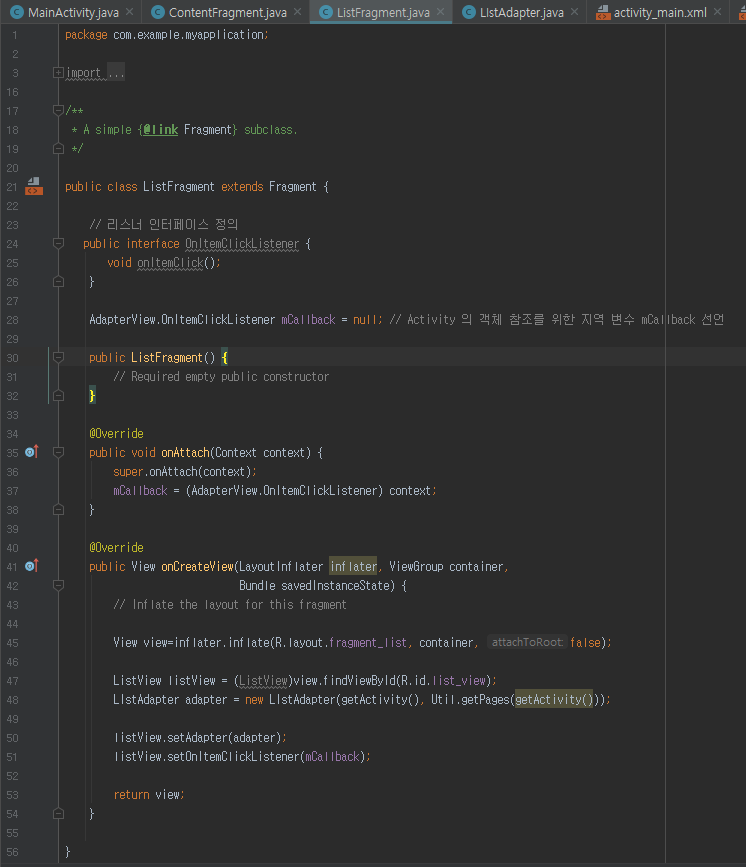 MainActivity.java × ContentFragment.java × ListFragment.java × LIstAdapter.java × activity_main.xml ×
1 package com.example.myapplication;
2
3 import ...
16
17 /**
18  * A simple {@link Fragment} subclass.
19  */
20
21 public class ListFragment extends Fragment {
22
23     // 리스너 인터페이스 정의
24    public interface OnItemClickListener {
25        void onItemClick();
26     }
27
28     AdapterView.OnItemClickListener mCallback = null; // Activity 의 객체 참조를 위한 지역 변수 mCallback 선언
29
30     public ListFragment() {
31         // Required empty public constructor
32     }
33
34     @Override
35     public void onAttach(Context context) {
36         super.onAttach(context);
37         mCallback = (AdapterView.OnItemClickListener) context;
38     }
39
40     @Override
41     public View onCreateView(LayoutInflater inflater, ViewGroup container,
42                              Bundle savedInstanceState) {
43         // Inflate the layout for this fragment
44
45         View view=inflater.inflate(R.layout.fragment_list, container, attachToRoot: false);
46
47         ListView listView = (ListView)view.findViewById(R.id.list_view);
48         LIstAdapter adapter = new LIstAdapter(getActivity(), Util.getPages(getActivity()));
49
50         listView.setAdapter(adapter);
51         listView.setOnItemClickListener(mCallback);
52
53         return view;
54     }
55
56 }